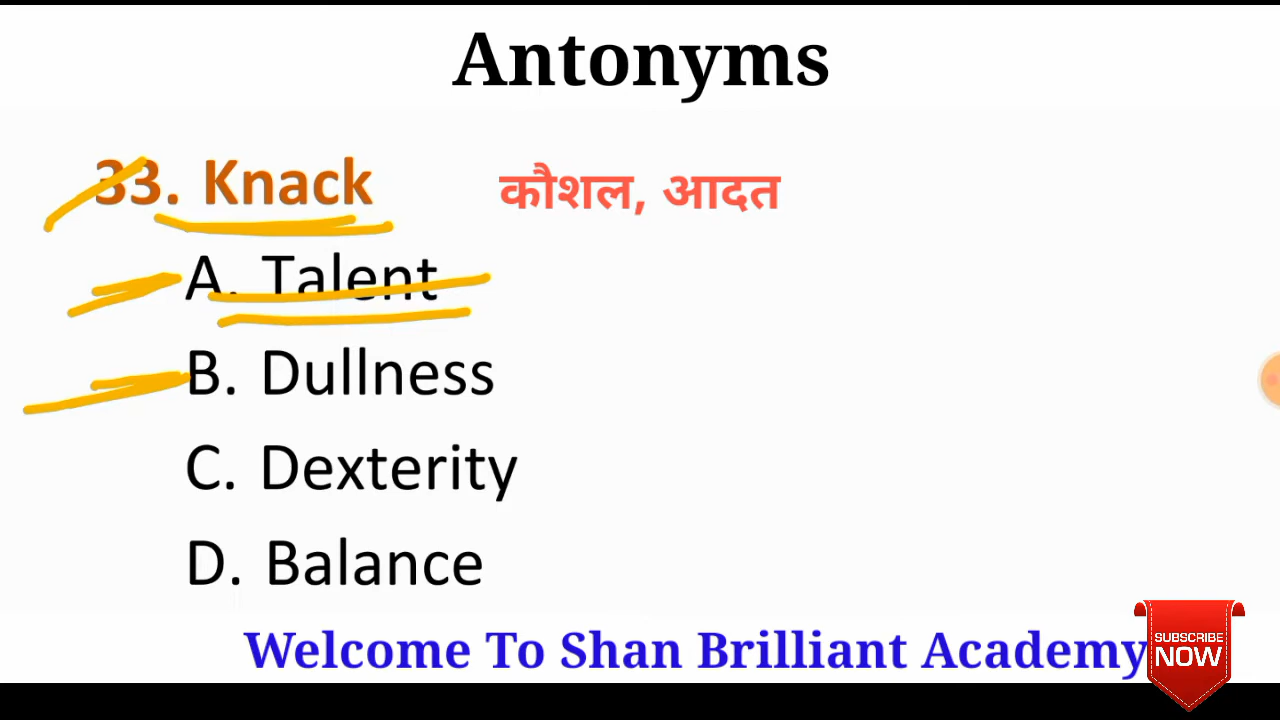 Antonyms
33. Knack कौशल, आदत
A. Talent
B. Dullness
C. Dexterity
D. Balance
Welcome To Shan Brilliant Academy
SUBSCRIBE
NOW